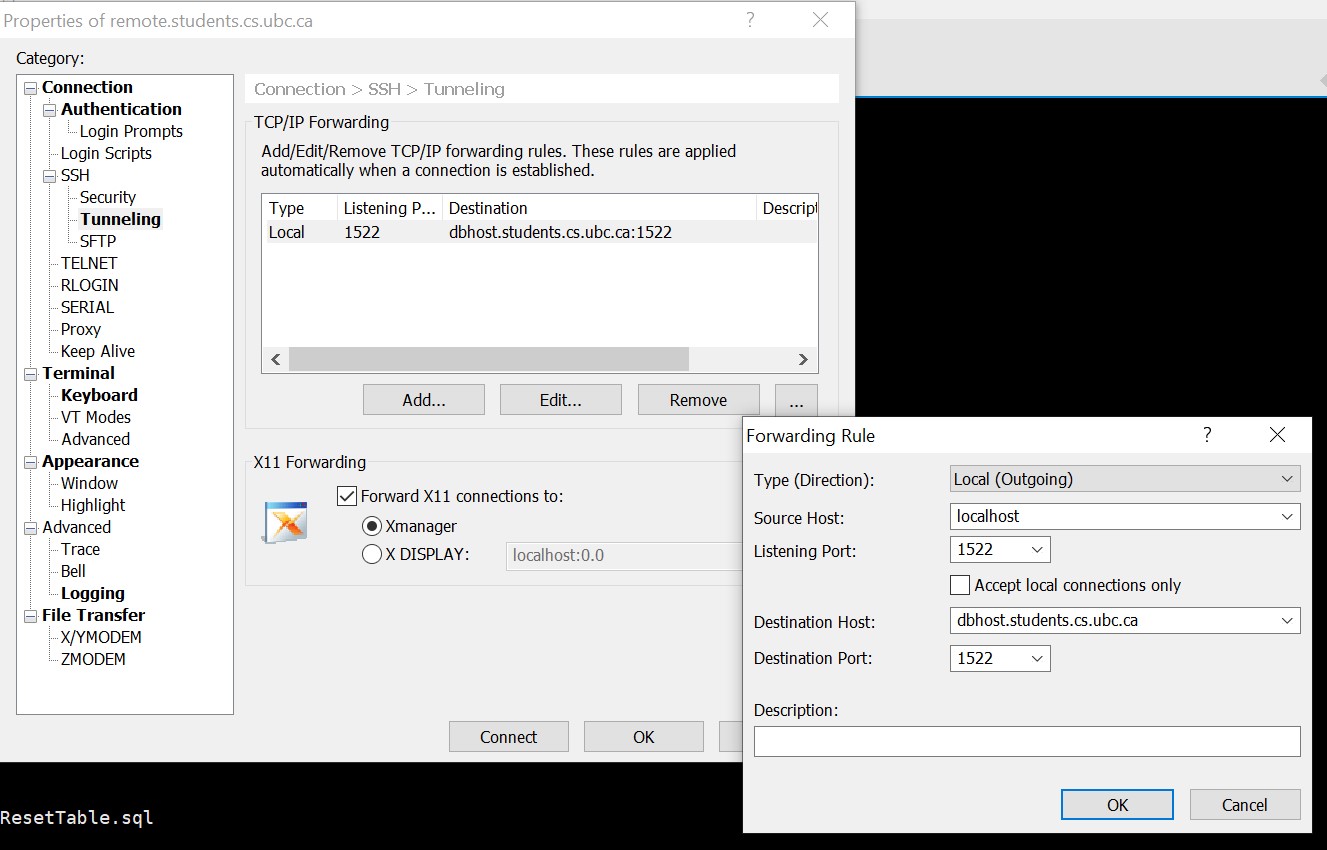 Properties of remote.students.cs.ubc.ca
?
Category:
Connection
Authentication
Login Prompts
Login Scripts
SSH
Security
Tunneling
SFTP
TELNET
RLOGIN
SERIAL
Proxy
Keep Alive
Terminal
Keyboard
VT Modes
Advanced
Appearance
Window
Highlight
Advanced
Trace
Bell
Logging
File Transfer
X/YMODEM
ZMODEM
Connection > SSH > Tunneling
TCP/IP Forwarding
Add/Edit/Remove TCP/IP forwarding rules. These rules are applied
automatically when a connection is established.
Type Listening P... Destination Descript
Local 1522 dbhost.students.cs.ubc.ca:1522
Add... Edit... Remove ...
X11 Forwarding
Forward X11 connections to:
Xmanager
X DISPLAY: localhost:0.0
Connect OK
Forwarding Rule ?
Type (Direction): Local (Outgoing)
Source Host: localhost
Listening Port: 1522
Accept local connections only
Destination Host: dbhost.students.cs.ubc.ca
Destination Port: 1522
Description:
OK Cancel
ResetTable.sql